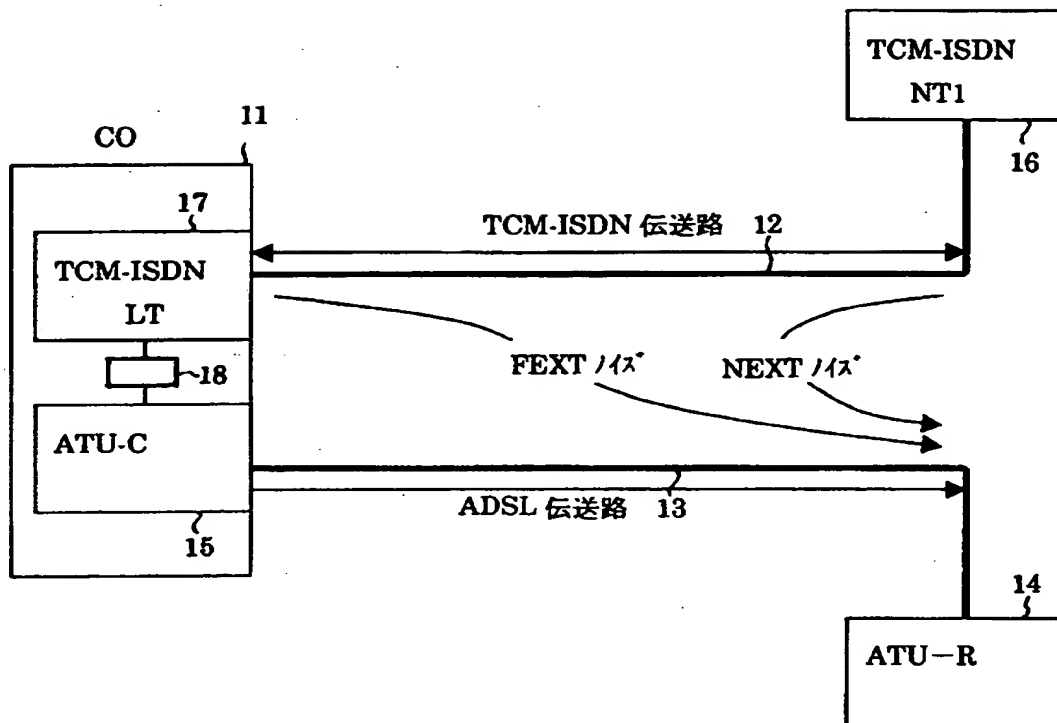 TCM-ISDN
NT1
16
CO
11
17
TCM-ISDN
LT
18
ATU-C
15
TCM-ISDN 伝送路
12
FEXT ノイズ
NEXT ノイズ
ADSL 伝送路
13
14
ATU-R